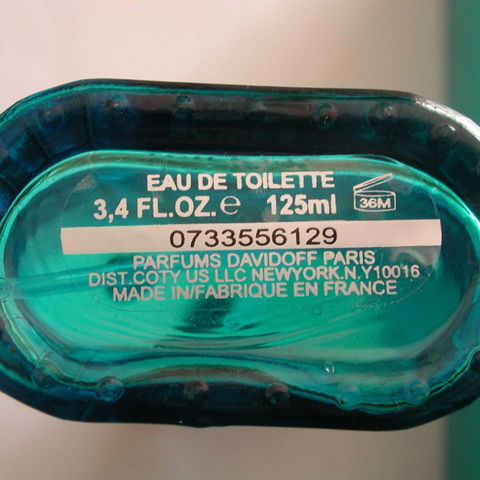 EAU DE TOILETTE
3,4 FL.OZ. ℮ 125ml 36M
0733556129
PARFUMS DAVIDOFF PARIS
DIST.COTY US LLC NEWYORK.N.Y10016
MADE IN/FABRIQUE EN FRANCE